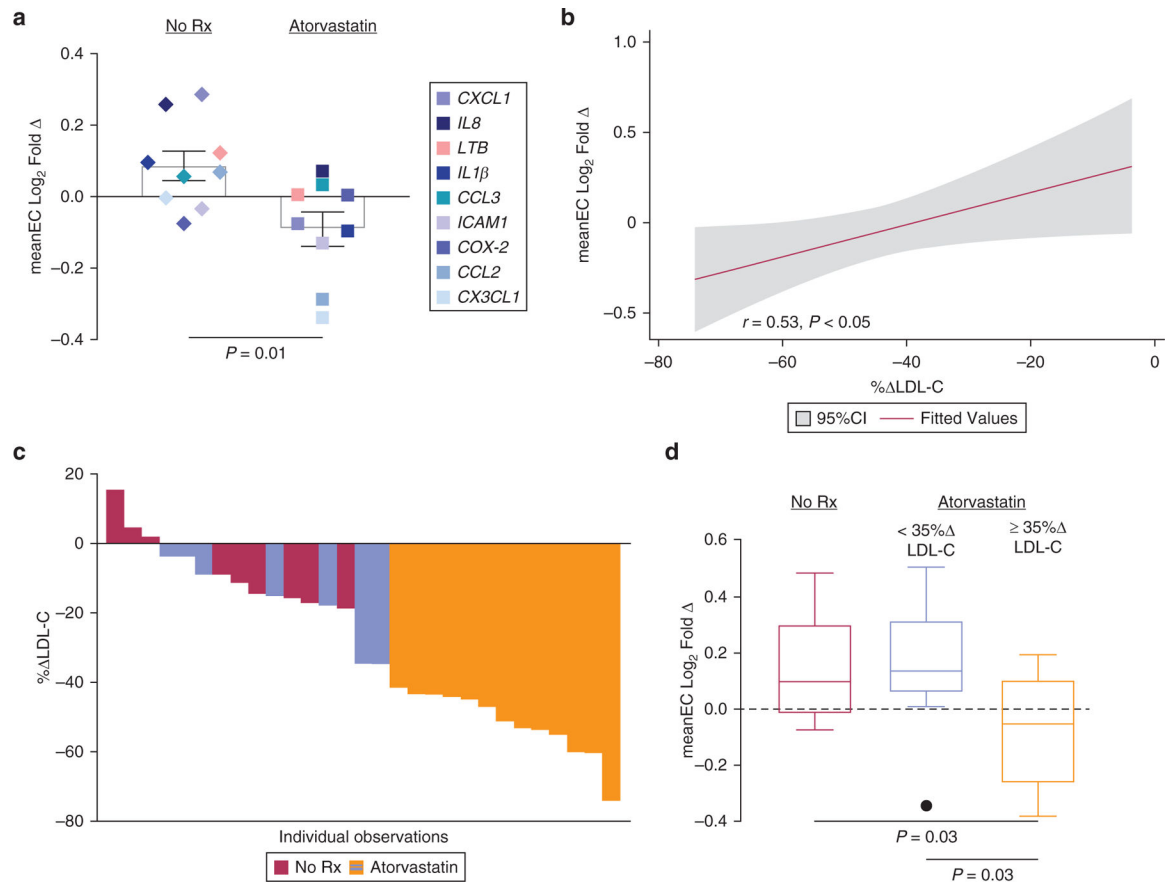 a
No Rx Atorvastatin
0.4
0.2
0.0
–0.2
–0.4
meanEC Log2 Fold Δ
P = 0.01
CXCL1
IL8
LTB
IL1β
CCL3
ICAM1
COX-2
CCL2
CX3CL1
b
1.0
0.5
0
–0.5
meanEC Log2 Fold Δ
r = 0.53, P < 0.05
–80 –60 –40 –20 0
%ΔLDL-C
95%CI Fitted Values
c
20
0
–20
–40
–60
–80
%ΔLDL-C
Individual observations
No Rx Atorvastatin
d
No Rx Atorvastatin
< 35%Δ
LDL-C
≥ 35%Δ
LDL-C
0.6
0.4
0.2
0.0
–0.2
–0.4
meanEC Log2 Fold Δ
P = 0.03
P = 0.03